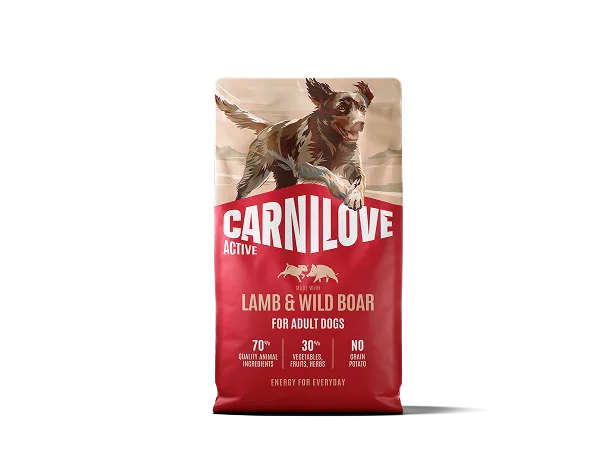 CARNILOVE
ACTIVE
MADE WITH
LAMB & WILD BOAR
FOR ADULT DOGS
70% 30% NO
QUALITY ANIMAL VEGETABLES, GRAIN
INGREDIENTS FRUITS, HERBS POTATO
ENERGY FOR EVERYDAY